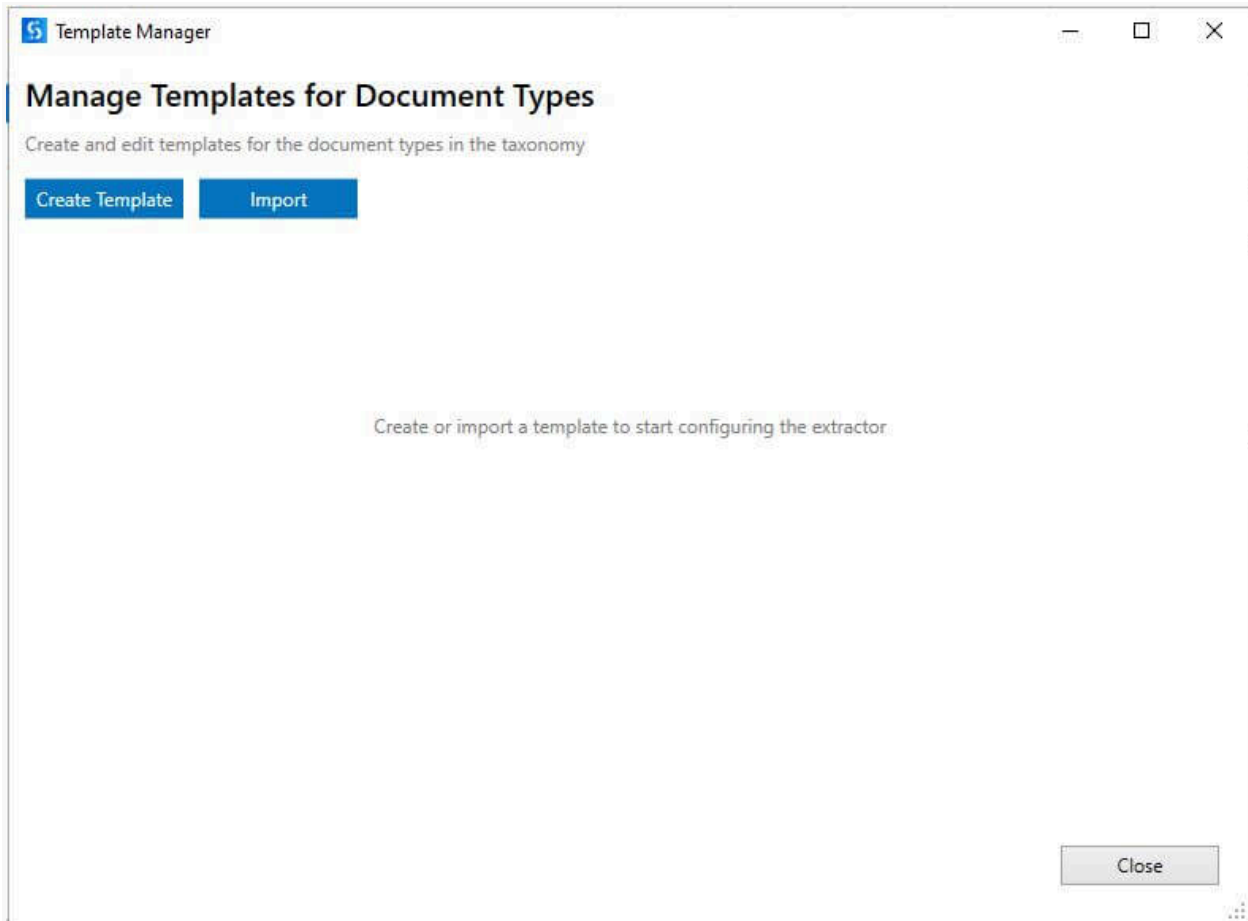 Template Manager
Manage Templates for Document Types
Create and edit templates for the document types in the taxonomy
Create Template Import
Create or import a template to start configuring the extractor
Close